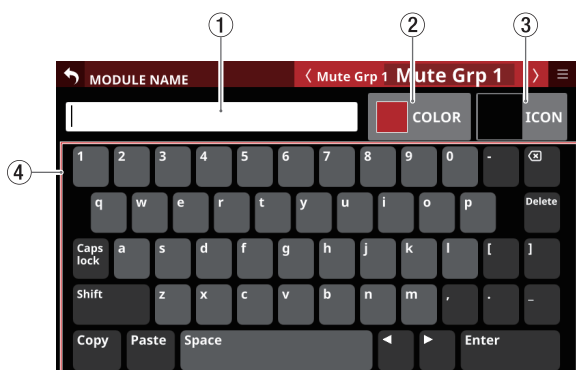 1 2 3
MODULE NAME 〈 Mute Grp 1 Mute Grp 1 〉
COLOR ICON
4
1 2 3 4 5 6 7 8 9 0 -
q w e r t y u i o p Delete
Caps lock a s d f g h j k l [ ]
Shift z x c v b n m , . _
Copy Paste Space ◀ ▶ Enter